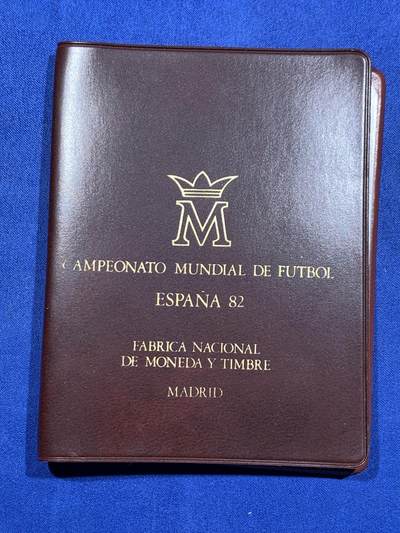 M
CAMPEONATO MUNDIAL DE FUTBOL
ESPAÑA 82
FABRICA NACIONAL
DE MONEDA Y TIMBRE
MADRID